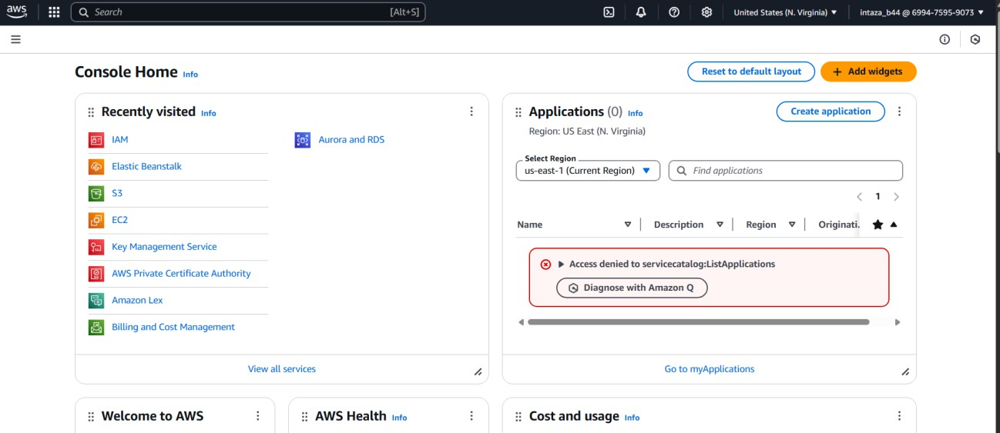 aws
Search
[Alt+S]
United States (N. Virginia)
intaza_b44 @ 6994-7595-9073
Console Home Info
Reset to default layout
Add widgets
Recently visited Info
IAM
Elastic Beanstalk
S3
EC2
Key Management Service
AWS Private Certificate Authority
Amazon Lex
Billing and Cost Management
Aurora and RDS
View all services
Applications (0) Info
Create application
Region: US East (N. Virginia)
Select Region
us-east-1 (Current Region)
Find applications
1
Name
Description
Region
Originati.
Access denied to servicecatalog:ListApplications
Diagnose with Amazon Q
Go to myApplications
Welcome to AWS
AWS Health Info
Cost and usage Info